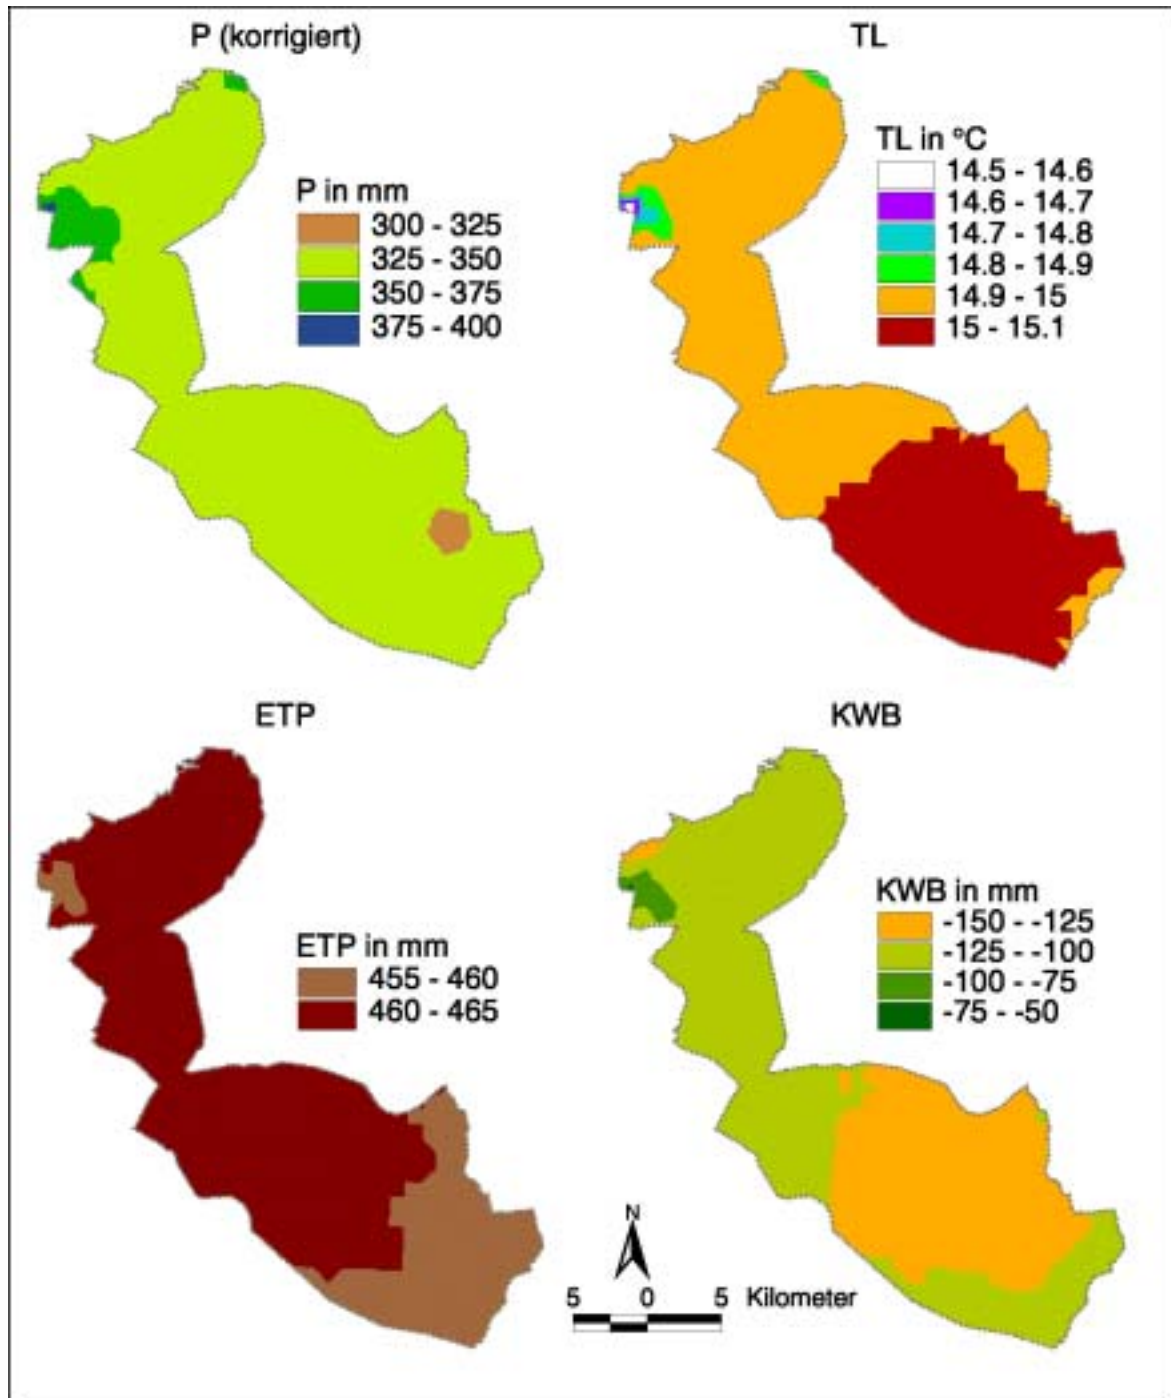 P (korrigiert)
P in mm
300 - 325
325 - 350
350 - 375
375 - 400
TL
TL in °C
14.5 - 14.6
14.6 - 14.7
14.7 - 14.8
14.8 - 14.9
14.9 - 15
15 - 15.1
ETP
ETP in mm
455 - 460
460 - 465
KWB
KWB in mm
-150 - -125
-125 - -100
-100 - -75
-75 - -50
N
5 0 5 Kilometer